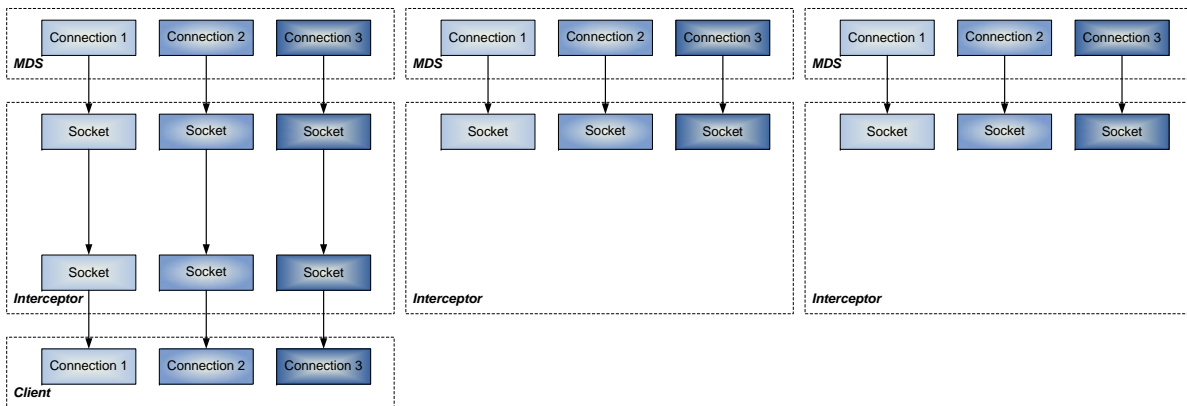 Connection 1 Connection 2 Connection 3 Connection 1 Connection 2 Connection 3 Connection 1 Connection 2 Connection 3
MDS MDS MDS
Socket Socket Socket Socket Socket Socket Socket Socket Socket
Socket Socket Socket
Interceptor Interceptor Interceptor
Connection 1 Connection 2 Connection 3
Client